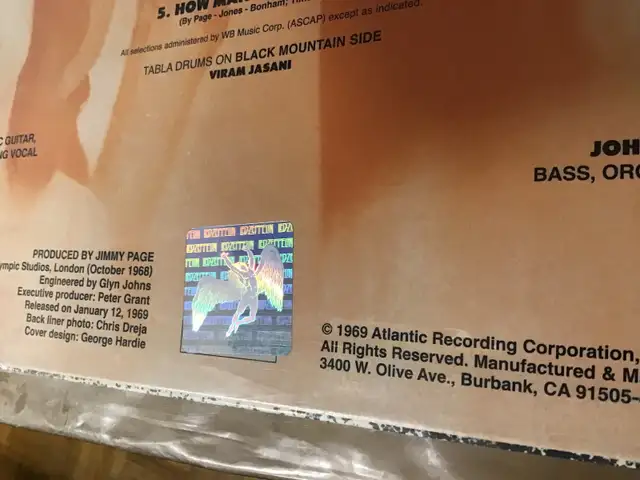 5. HOW MAN
(By Page - Jones - Bonham;
All selections administered by WB Music Corp. (ASCAP) except as indicated.
TABLA DRUMS ON BLACK MOUNTAIN SIDE
VIRAM JASANI
C GUITAR,
NG VOCAL
JOH
BASS, ORG
PRODUCED BY JIMMY PAGE
ympic Studios, London (October 1968)
Engineered by Glyn Johns
Executive producer: Peter Grant
Released on January 12, 1969
Back liner photo: Chris Dreja
Cover design: George Hardie
LED ZEPPELIN
© 1969 Atlantic Recording Corporation,
All Rights Reserved. Manufactured & M
3400 W. Olive Ave., Burbank, CA 91505-